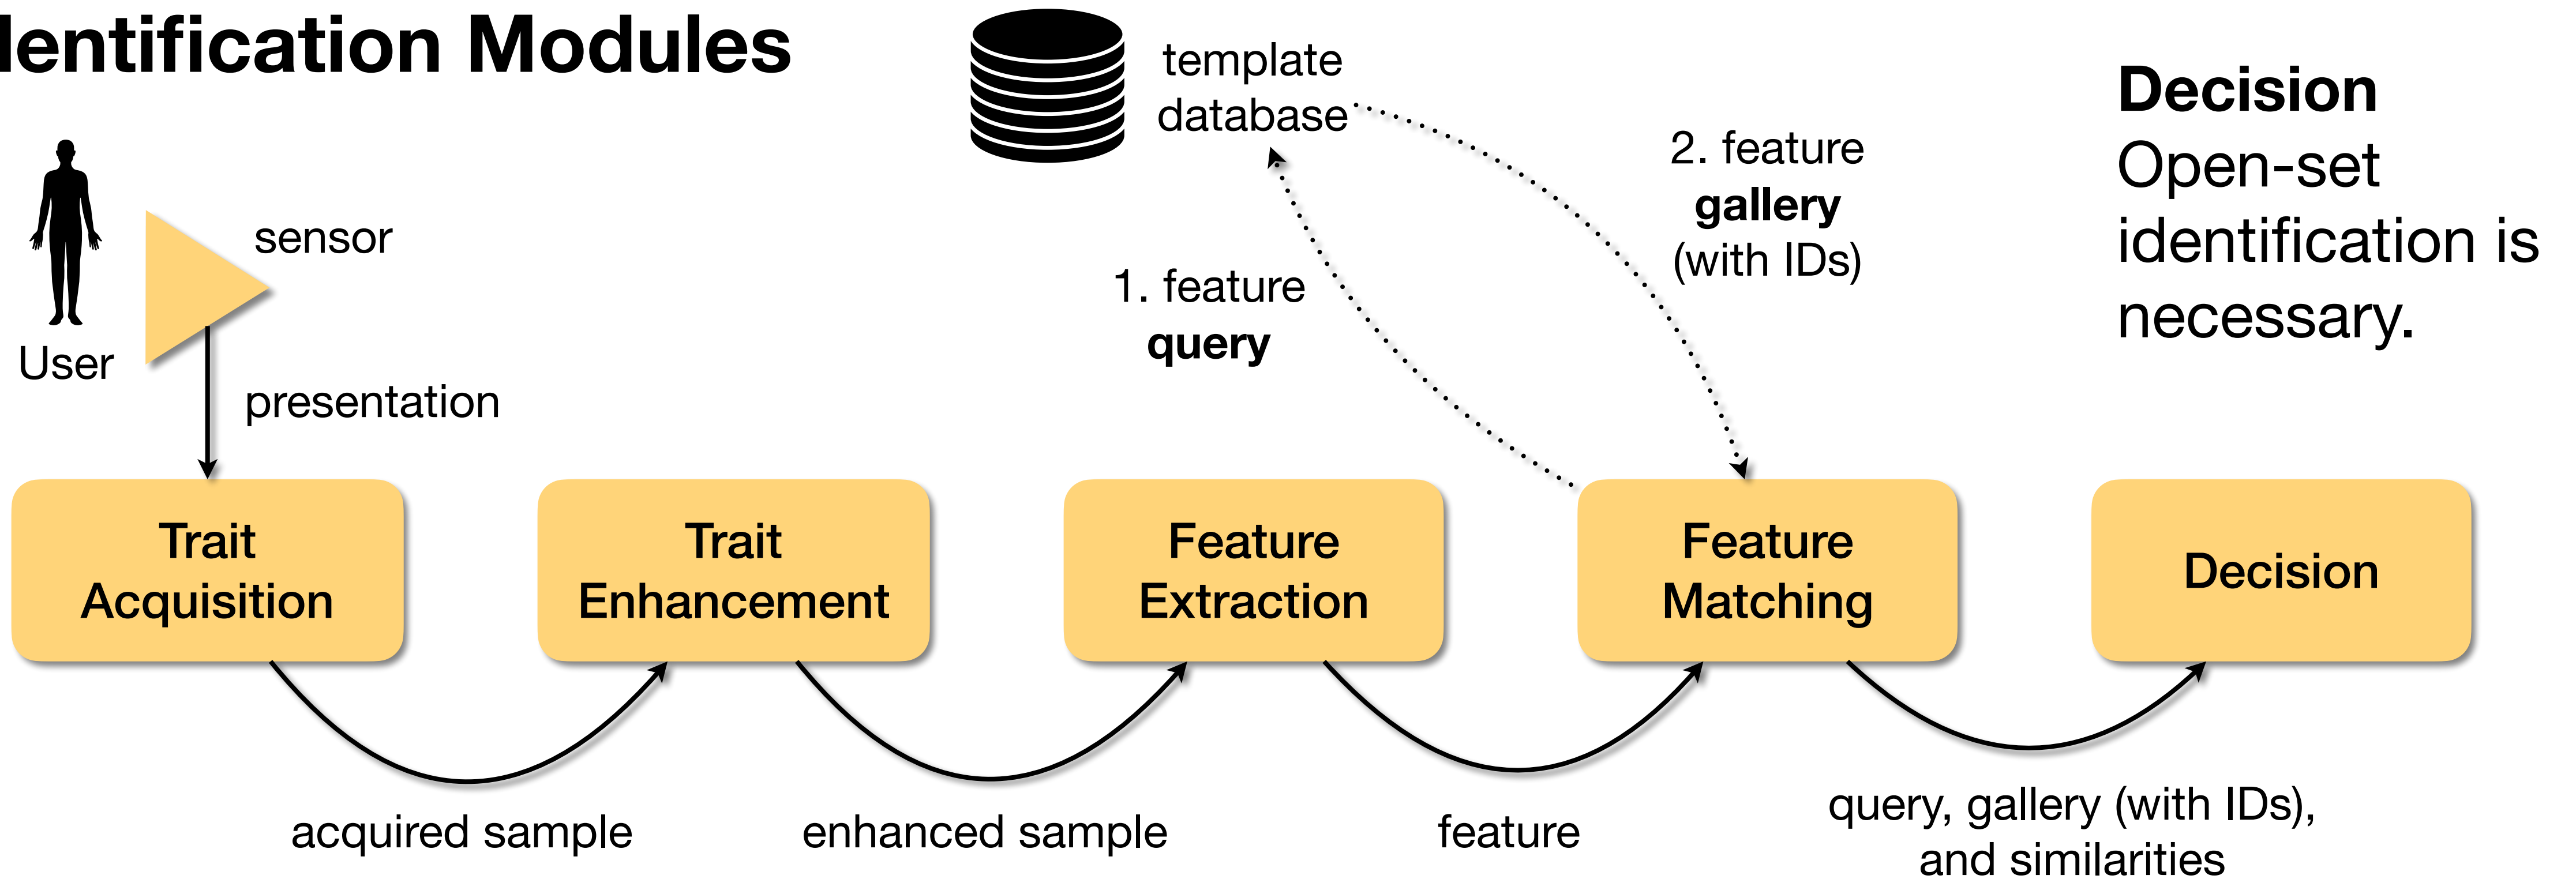 lentification Modules
template
database
Decision
Open-set
identification is
necessary.
2. feature
gallery
(with IDs)
sensor
1. feature
query
User
presentation
Trait
Acquisition
Trait
Enhancement
Feature
Extraction
Feature
Matching
Decision
acquired sample
enhanced sample
feature
query, gallery (with IDs),
and similarities